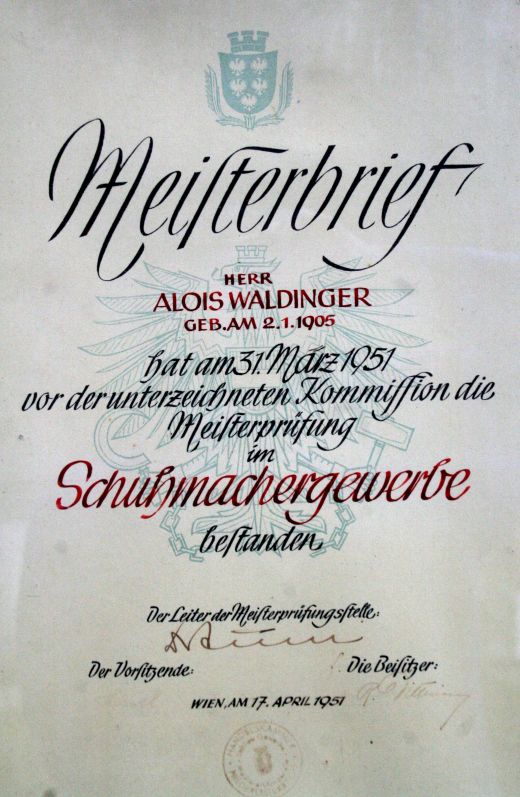 Meiſterbrief
HERR
ALOIS WALDINGER
GEB. AM 2.1.1905
hat am 31. März 1951
vor der unterzeichneten Kommiſſion die
Meiſterprüfung
im
Schuhmachergewerbe
beſtanden
Der Leiter der Meiſterprüfungsſtelle:
Der Vorſitzende:
Die Beiſitzer:
WIEN, AM 17. APRIL 1951